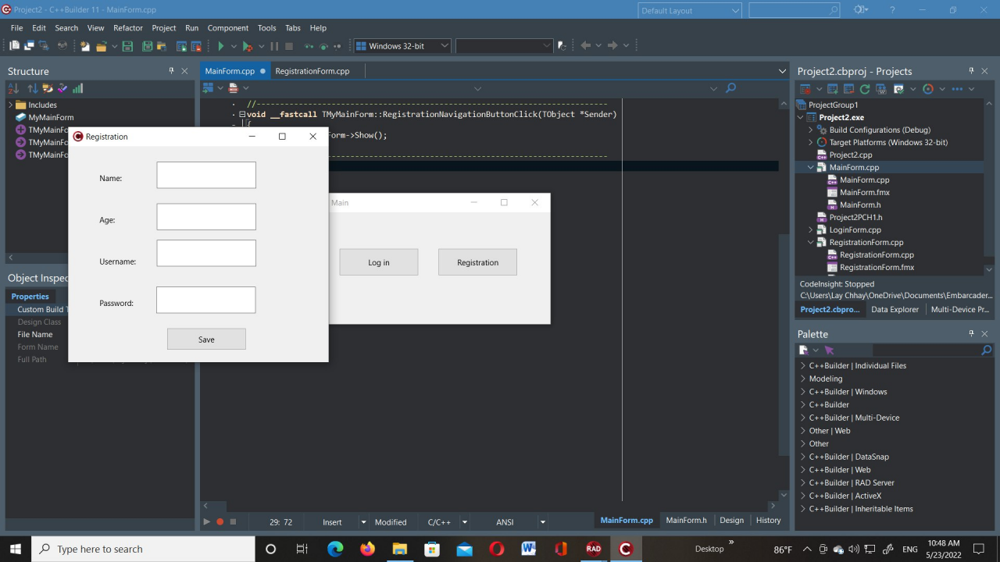 Project2 - C++Builder 11 - MainForm.cpp
Default Layout
File Edit Search View Refactor Project Run Component Tools Tabs Help
Windows 32-bit
Structure
Includes
MyMainForm
TMyMainFo
TMyMainFo
TMyMainFo
MainForm.cpp
RegistrationForm.cpp
//------------------------------------------------------------------
void __fastcall TMyMainForm::RegistrationNavigationButtonClick(TObject *Sender)
{
Form->Show();
Registration
Name:
Age:
Username:
Password:
Save
Main
Log in
Registration
Object Inspe
Properties
Custom Build T
Design Class
File Name
Form Name
Full Path
29: 72
Insert
Modified
C/C++
ANSI
MainForm.cpp
MainForm.h
Design
History
Project2.cbproj - Projects
ProjectGroup1
Project2.exe
Build Configurations (Debug)
Target Platforms (Windows 32-bit)
Project2.cpp
MainForm.cpp
MainForm.cpp
MainForm.fmx
MainForm.h
Project2PCH1.h
LoginForm.cpp
RegistrationForm.cpp
RegistrationForm.cpp
RegistrationForm.fmx
CodeInsight: Stopped
C:\Users\Lay Chhay\OneDrive\Documents\Embarcader...
Project2.cbpro...
Data Explorer
Multi-Device Pr...
Palette
C++Builder | Individual Files
Modeling
C++Builder | Windows
C++Builder
C++Builder | Multi-Device
Other | Web
Other
C++Builder | DataSnap
C++Builder | Web
C++Builder | RAD Server
C++Builder | ActiveX
C++Builder | Inheritable Items
Type here to search
RAD
Desktop
86°F
ENG
10:48 AM
5/23/2022